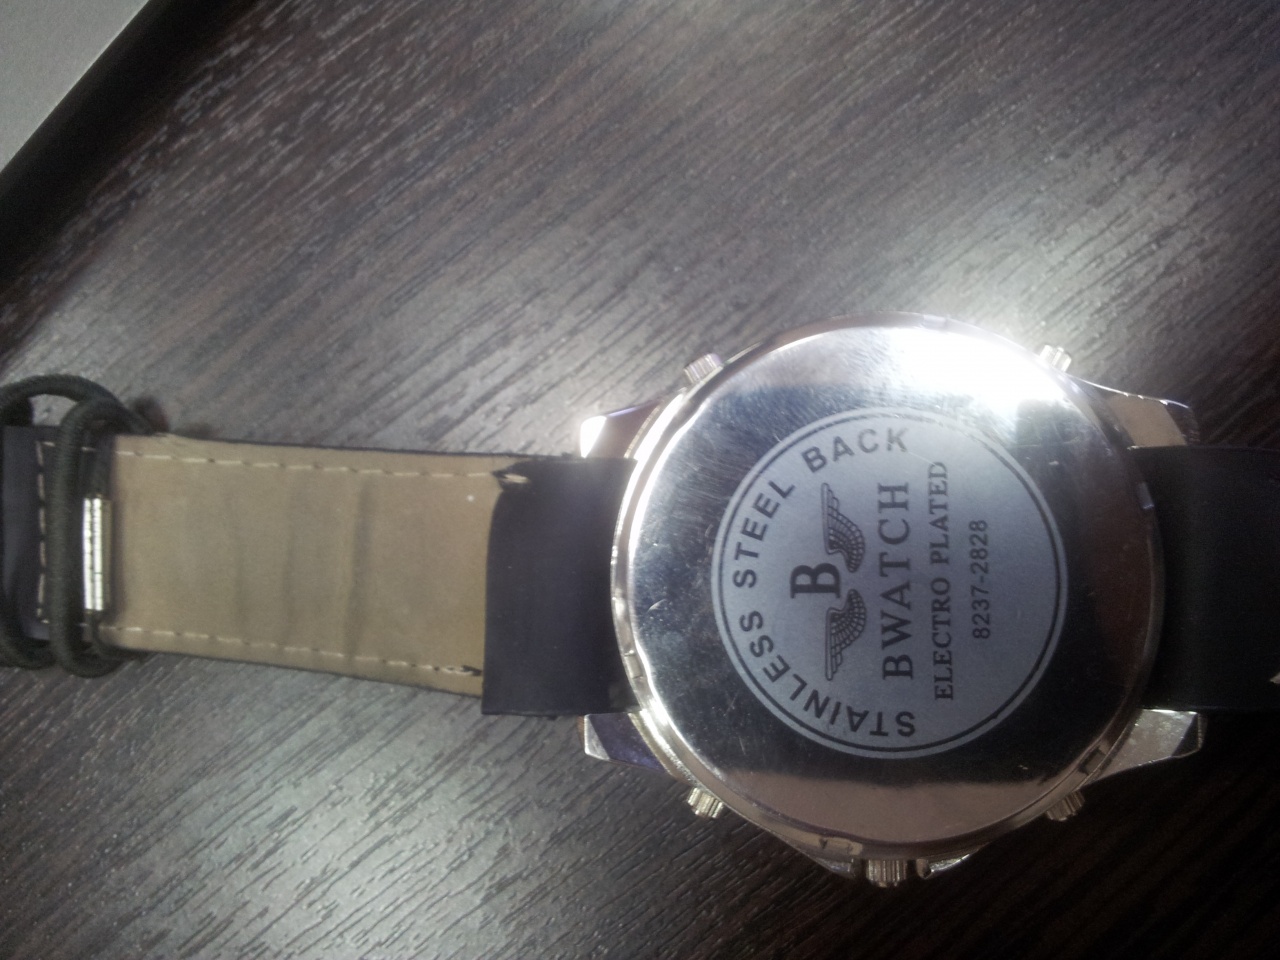 STAINLESS STEEL BACK
B
BWATCH
ELECTRO PLATED
8237-2828